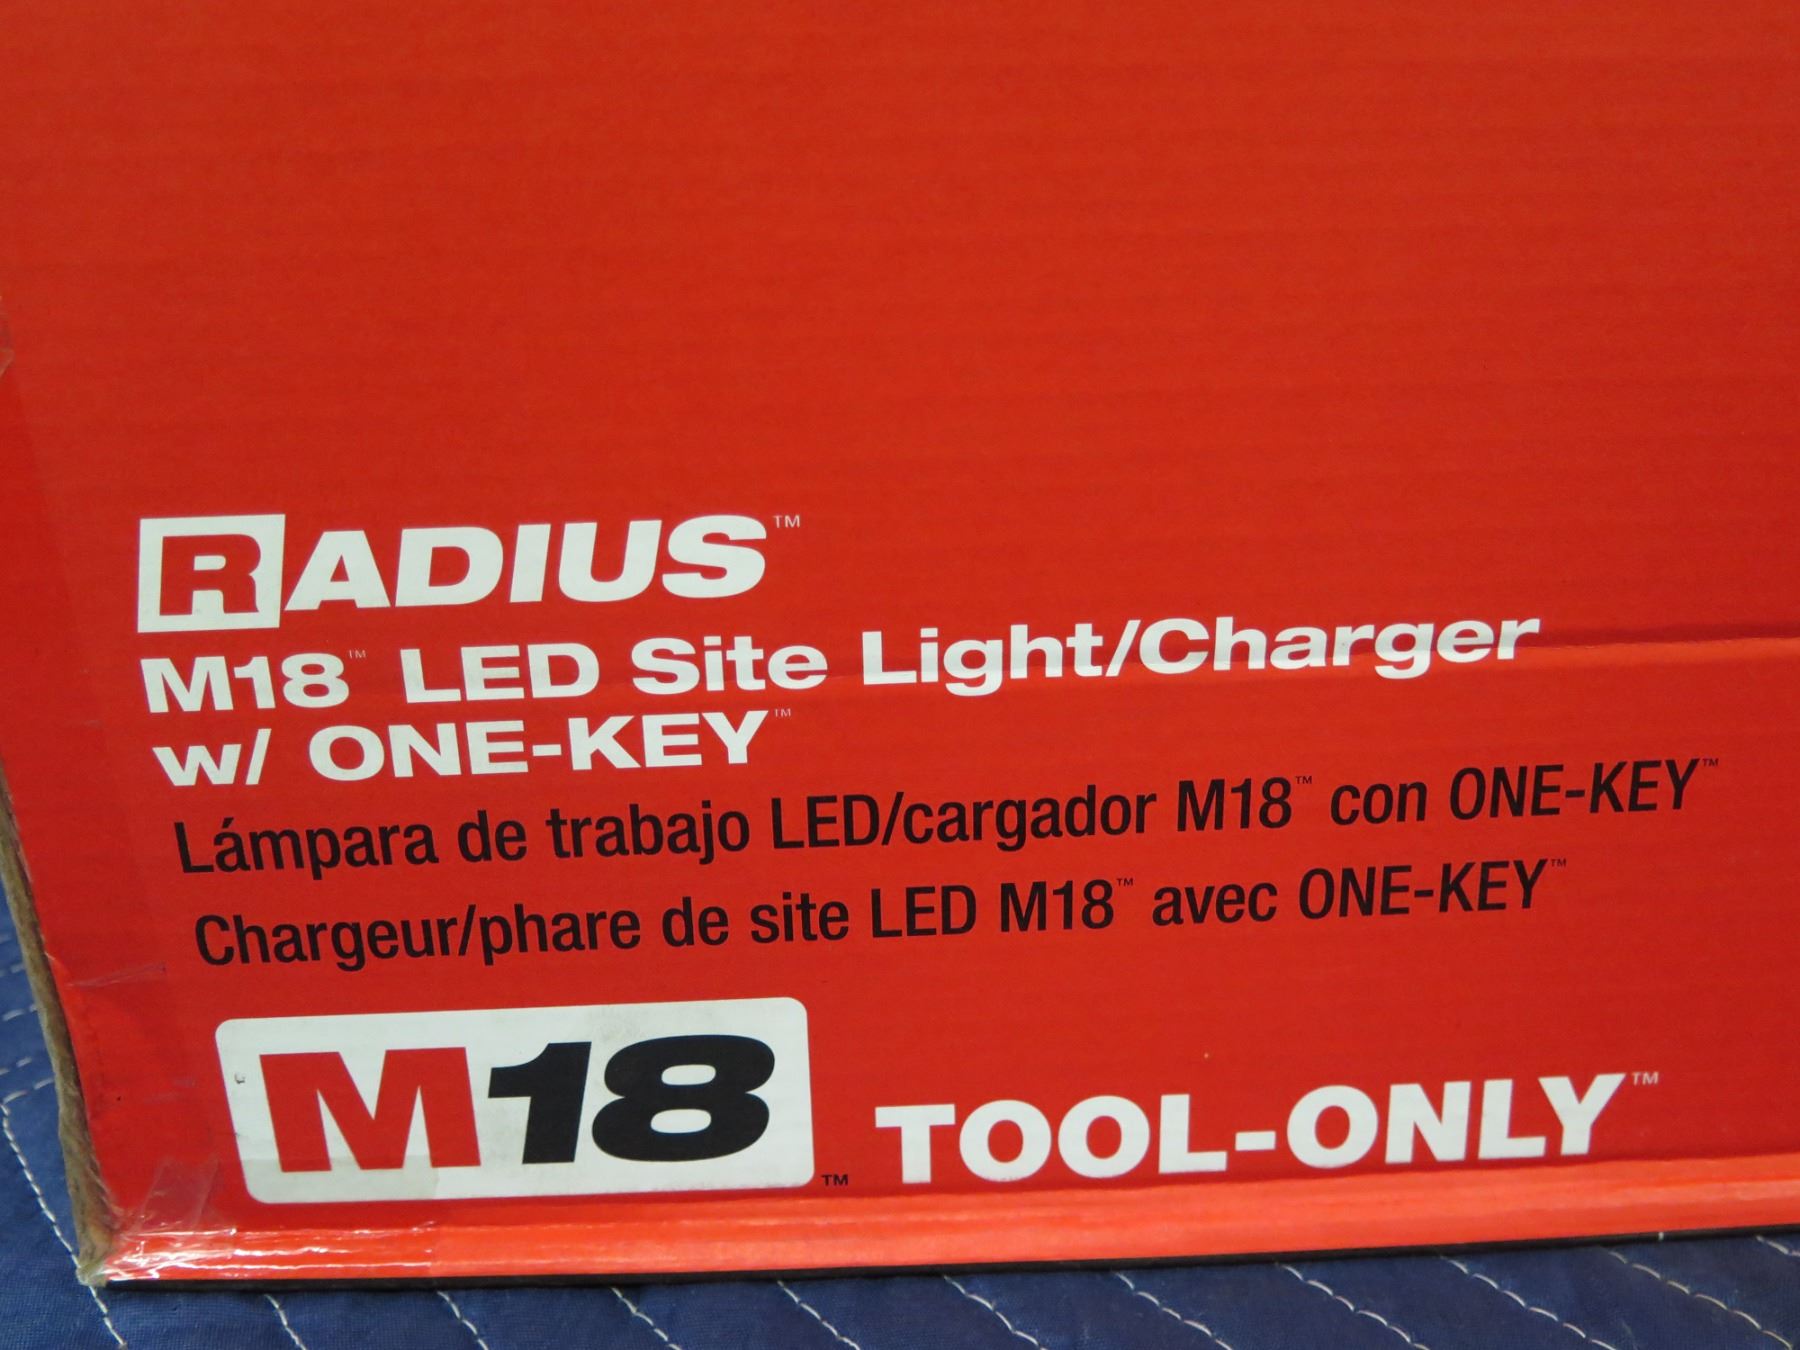 RADIUS™
M18™ LED Site Light/Charger
w/ ONE-KEY™
Lámpara de trabajo LED/cargador M18™ con ONE-KEY™
Chargeur/phare de site LED M18™ avec ONE-KEY™
M18™ TOOL-ONLY™